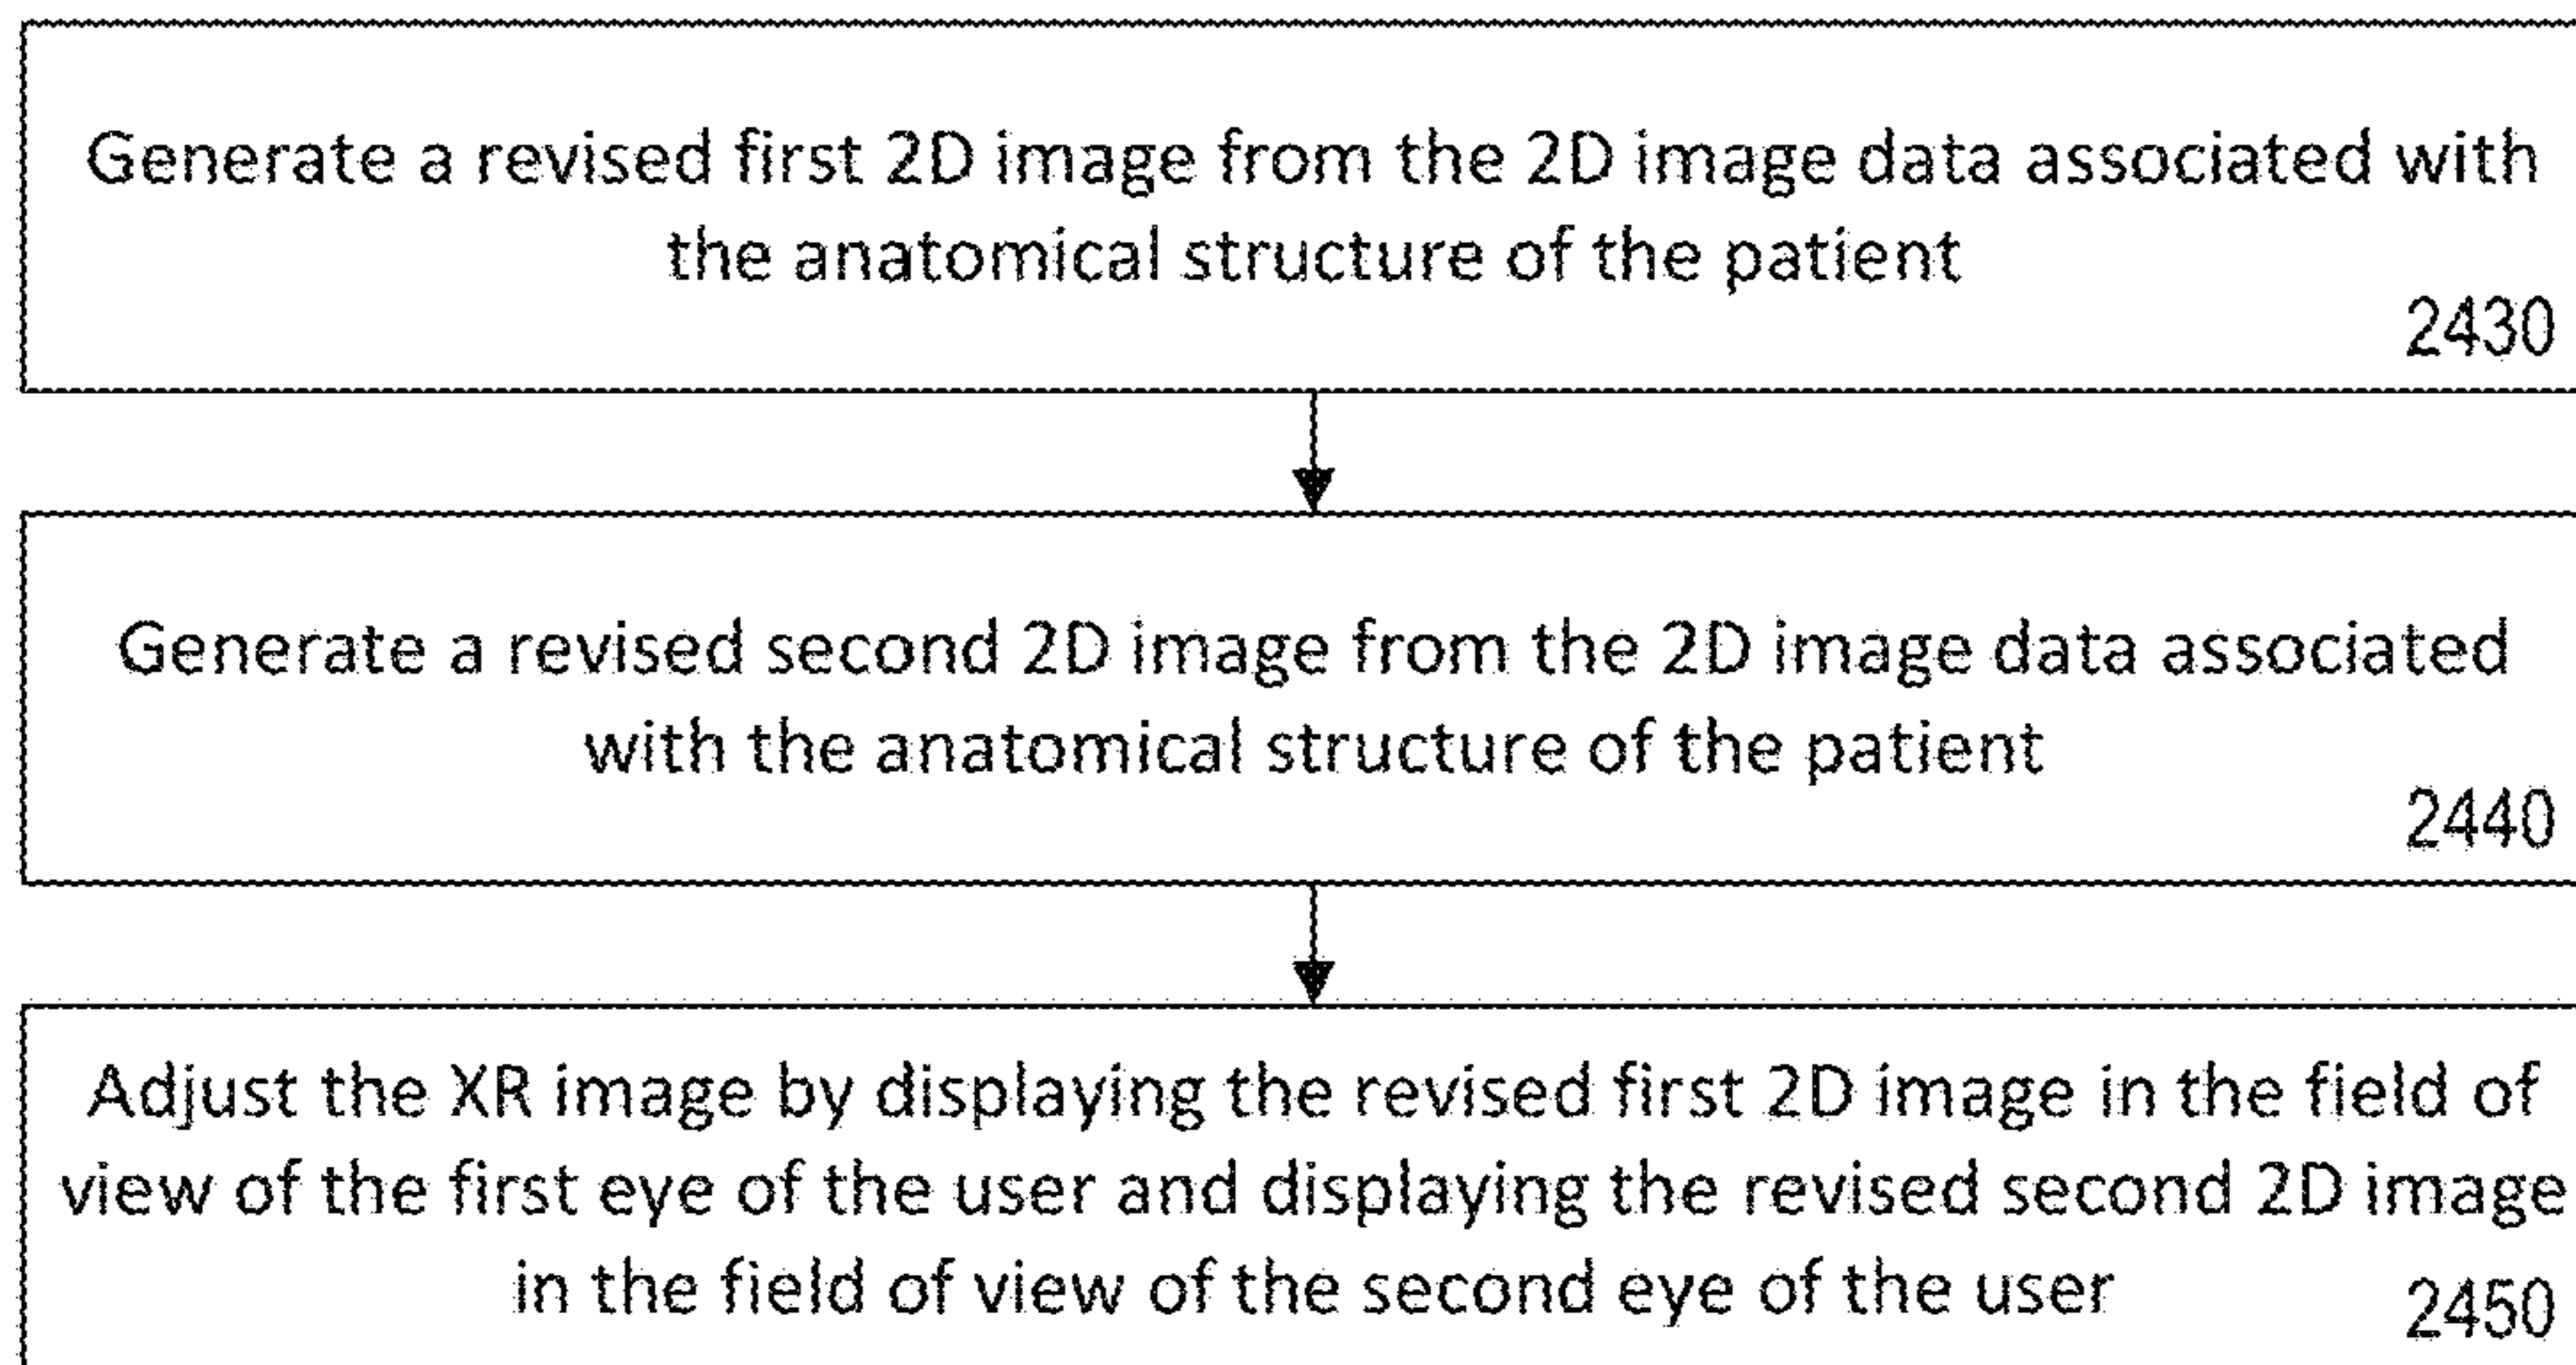 Generate a revised first 2D image from the 2D image data associated with
the anatomical structure of the patient
2430
Generate a revised second 2D image from the 2D image data associated
with the anatomical structure of the patient
2440
Adjust the XR image by displaying the revised first 2D image in the field of
view of the first eye of the user and displaying the revised second 2D image
in the field of view of the second eye of the user
2450